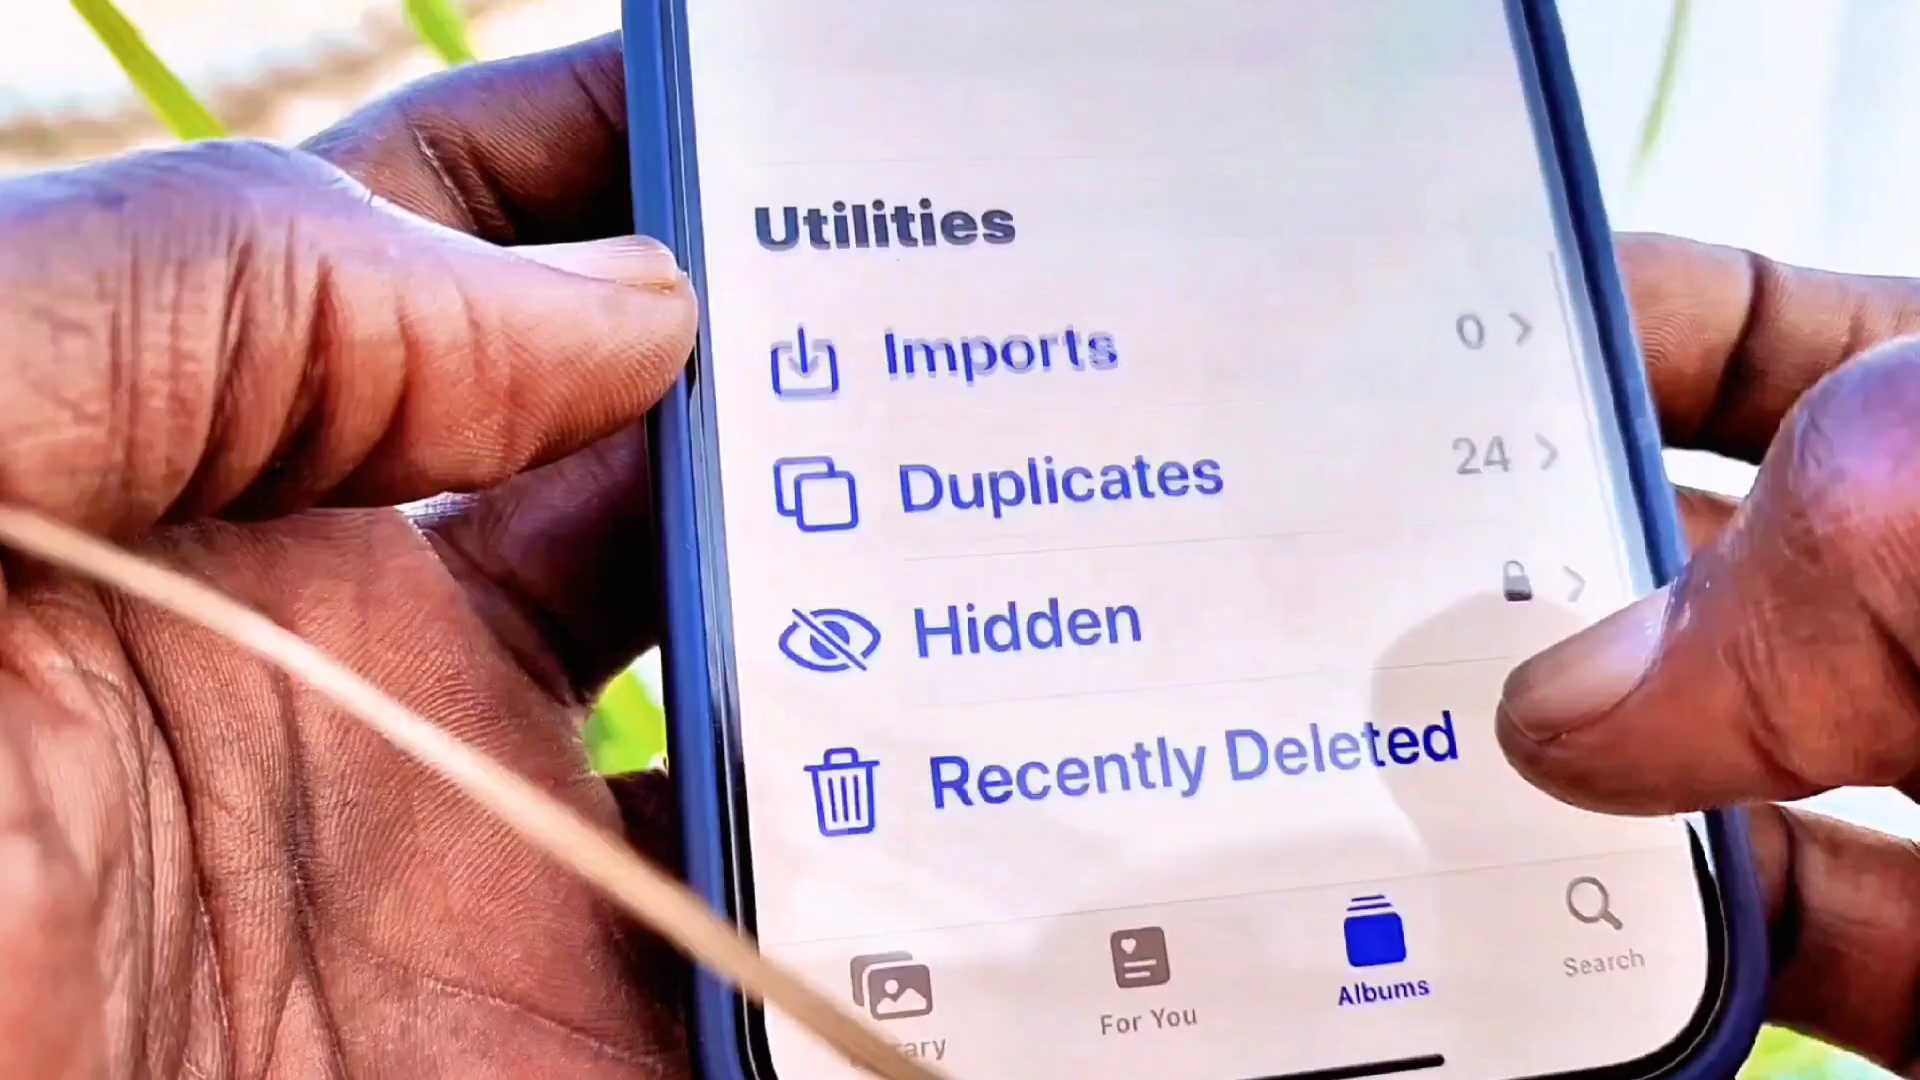 Utilities
Imports 0
Duplicates 24
Hidden
Recently Deleted
For You
Albums
Search